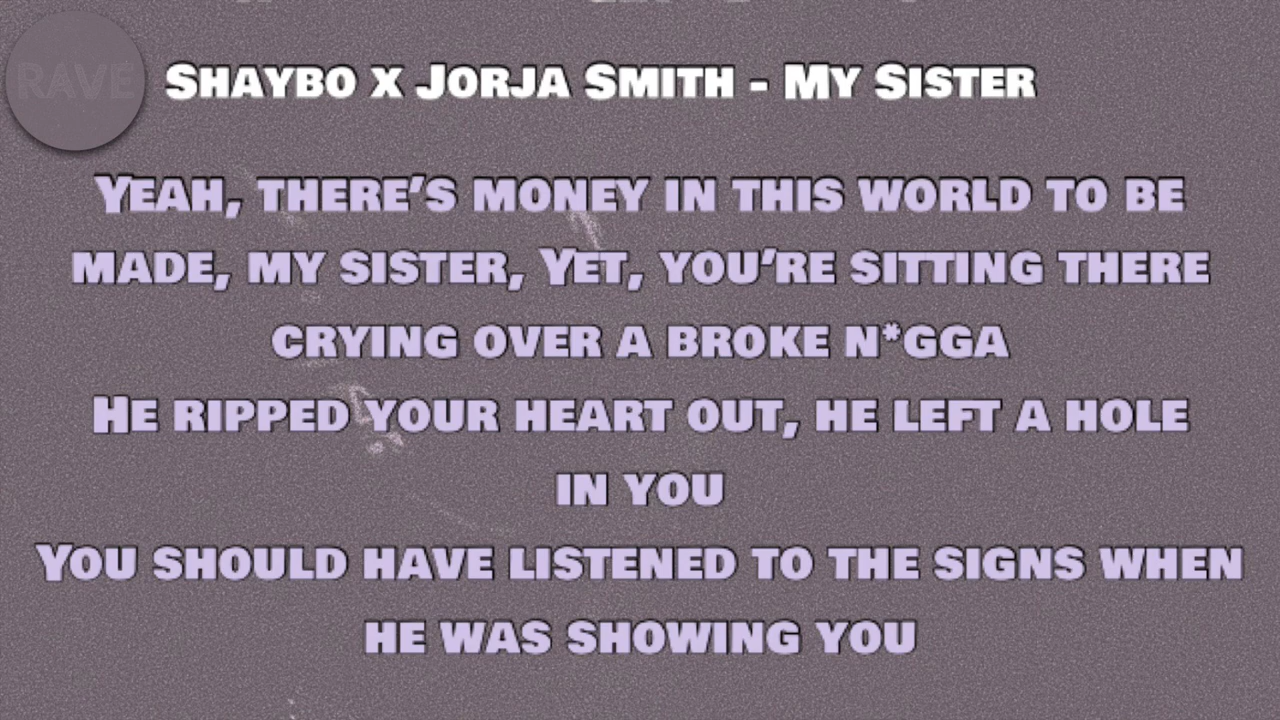 RAVE
Shaybo x Jorja Smith - My Sister
Yeah, there's money in this world to be
made, my sister, Yet, you're sitting there
crying over a broke n*gga
He ripped your heart out, he left a hole
in you
You should have listened to the signs when
he was showing you